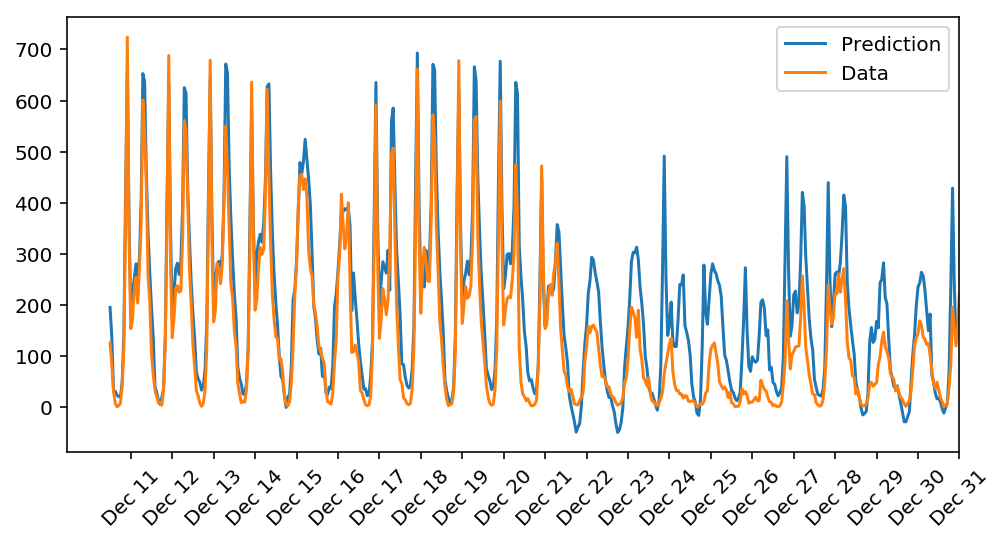 Prediction
Data
700
600
500
400
300
200
100
0
Dec 11
Dec 12
Dec 13
Dec 14
Dec 15
Dec 16
Dec 17
Dec 18
Dec 19
Dec 20
Dec 21
Dec 22
Dec 23
Dec 24
Dec 25
Dec 26
Dec 27
Dec 28
Dec 29
Dec 30
Dec 31